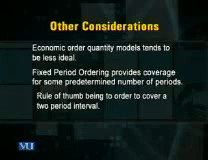 Other Considerations
Economic order quantity models tends to
be less ideal.
Fixed Period Ordering provides coverage
for some predetermined number of periods.
Rule of thumb being to order to cover a
two period interval.
VU